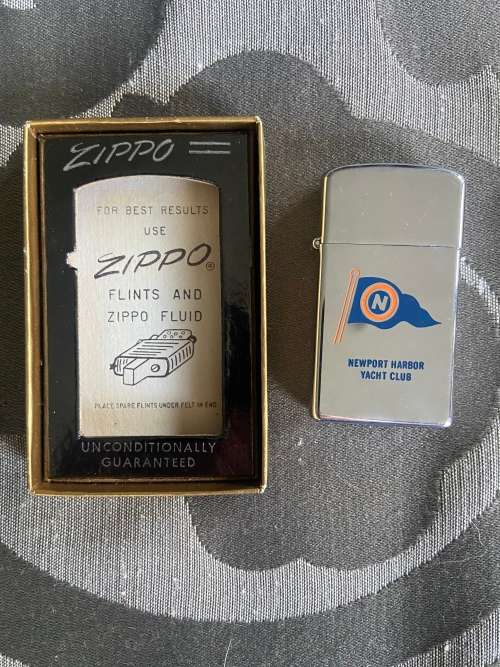 ZIPPO
FOR BEST RESULTS
USE
ZIPPO®
FLINTS AND
ZIPPO FLUID
PLACE SPARE FLINTS UNDER FELT IN END
UNCONDITIONALLY
GUARANTEED
N
NEWPORT HARBOR
YACHT CLUB